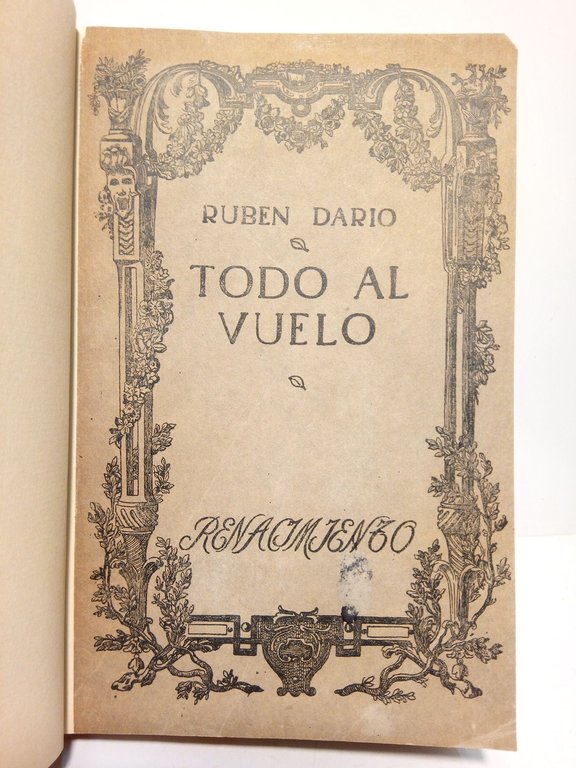 RUBEN DARIO
TODO AL
VUELO
RENACIMIENTO